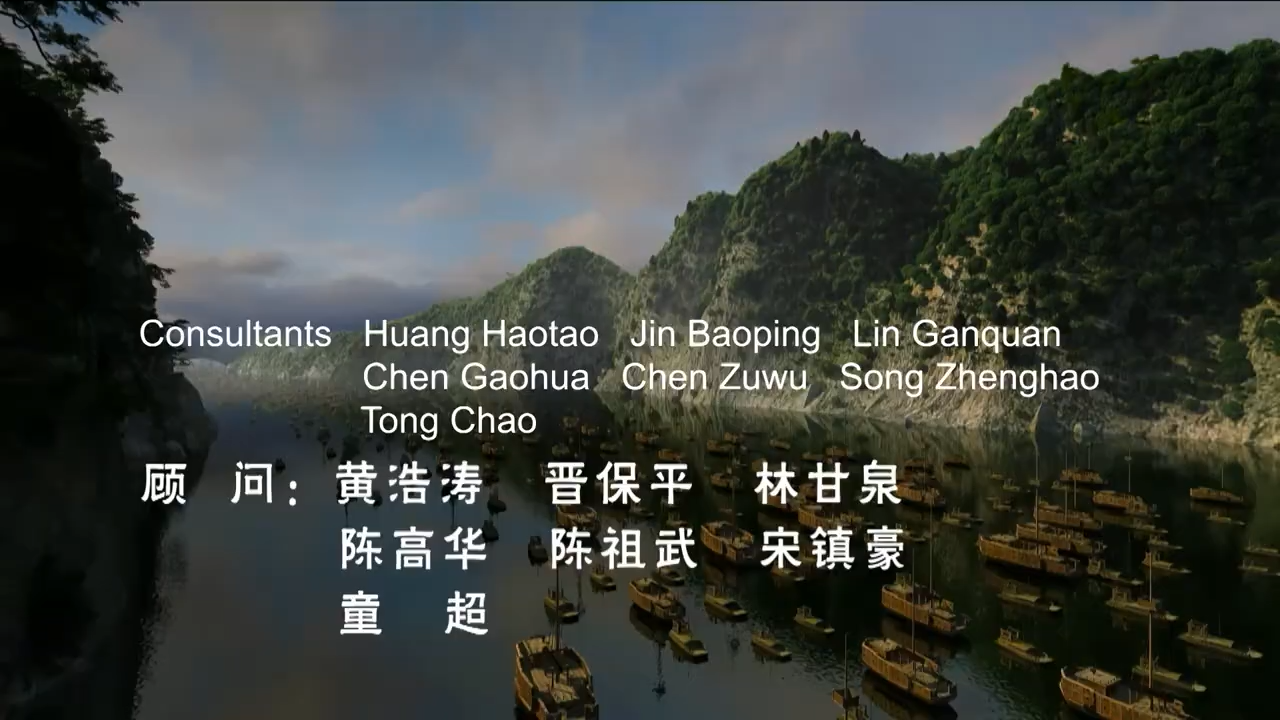 Consultants Huang Haotao Jin Baoping Lin Ganquan
Chen Gaohua Chen Zuwu Song Zhenghao
Tong Chao
顾 问：黄浩涛 晋保平 林甘泉
陈高华 陈祖武 宋镇豪
童 超